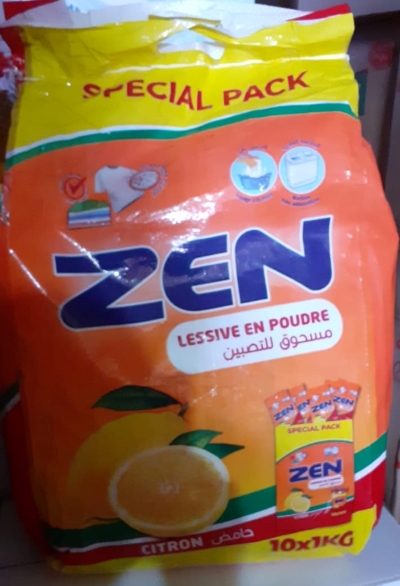 SPECIAL PACK
ZEN
LESSIVE EN POUDRE
مسحوق للتصبين
SPECIAL PACK
ZEN
CITRON حامض
10x1KG